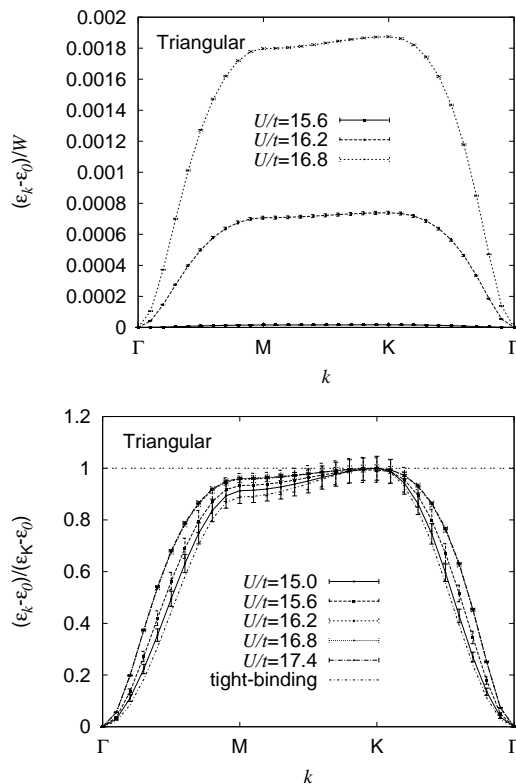 0.002
Triangular
0.0018
0.0016
0.0014
U/t=15.6
U/t=16.2
U/t=16.8
0.0012
0.001
0.0008
0.0006
0.0004
0.0002
0
(εk-ε0)/W
Γ M K Γ
k
1.2
Triangular
1
0.8
0.6
0.4
0.2
0
(εk-ε0)/(εK-ε0)
U/t=15.0
U/t=15.6
U/t=16.2
U/t=16.8
U/t=17.4
tight-binding
Γ M K Γ
k